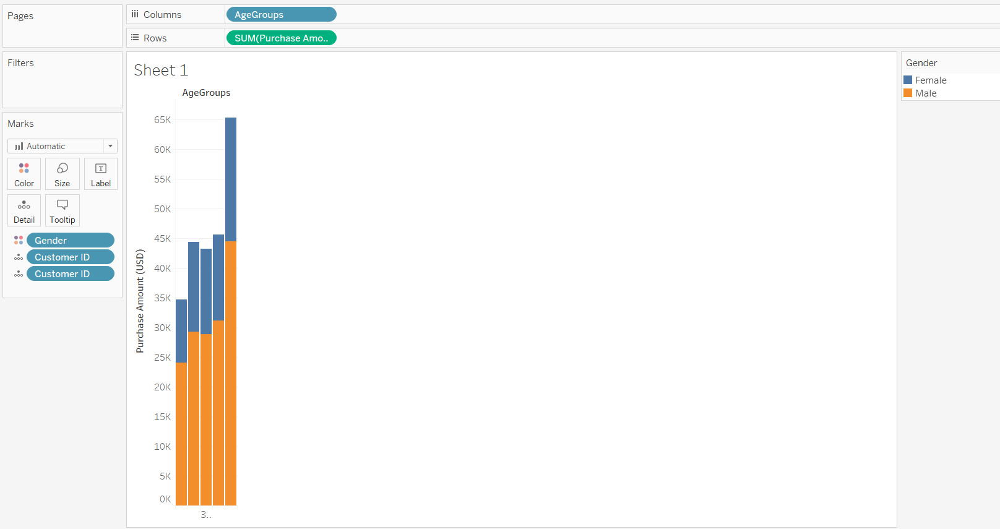 Pages
Columns
AgeGroups
Rows
SUM(Purchase Amo..
Filters
Marks
Automatic
Color
Size
T
Label
Detail
Tooltip
Gender
Customer ID
Customer ID
Sheet 1
AgeGroups
Purchase Amount (USD)
65K
60K
55K
50K
45K
40K
35K
30K
25K
20K
15K
10K
5K
0K
3..
Gender
Female
Male